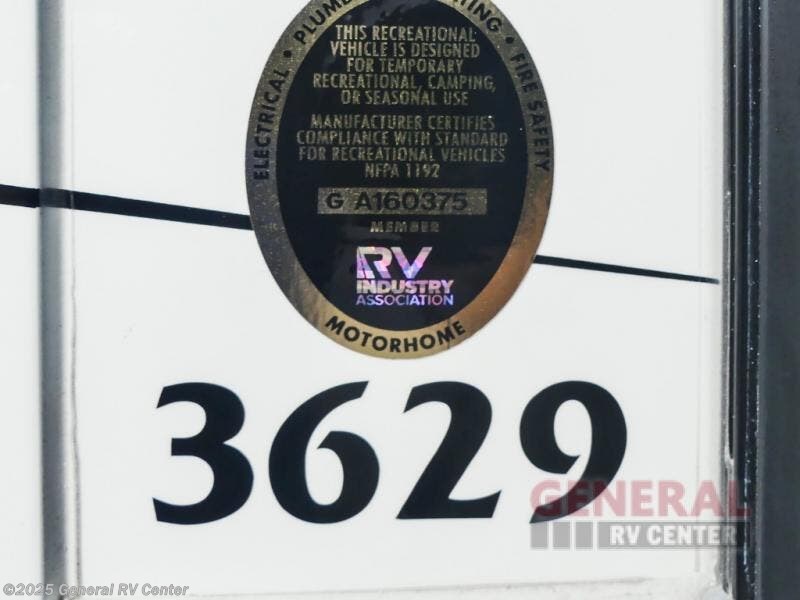 ELECTRICAL • PLUMB
TING • FIRE SAFETY
THIS RECREATIONAL
VEHICLE IS DESIGNED
FOR TEMPORARY
RECREATIONAL, CAMPING,
OR SEASONAL USE
MANUFACTURER CERTIFIES
COMPLIANCE WITH STANDARD
FOR RECREATIONAL VEHICLES
NFPA 1192
G A160375
MEMBER
RV
INDUSTRY
ASSOCIATION
MOTORHOME
3629
GENERAL
RV CENTER
©2025 General RV Center